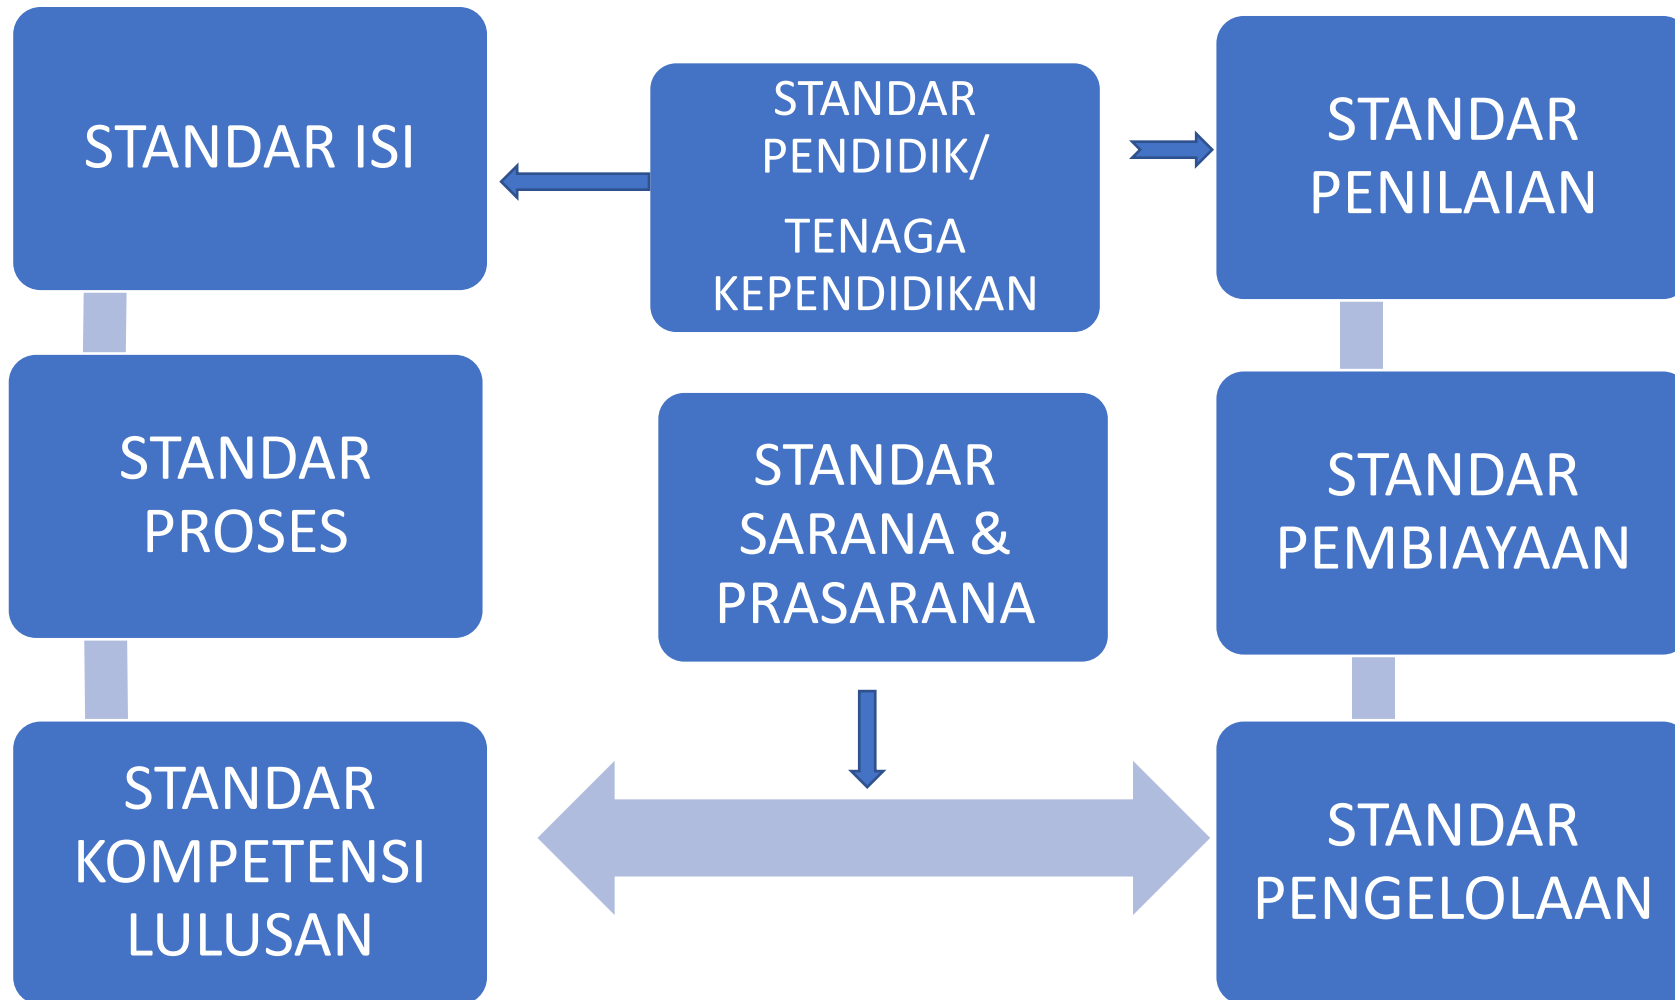 STANDAR ISI
STANDAR
PENDIDIK/
TENAGA
KEPENDIDIKAN
STANDAR
PENILAIAN
STANDAR
PROSES
STANDAR
SARANA &
PRASARANA
STANDAR
PEMBIAYAAN
STANDAR
KOMPETENSI
LULUSAN
STANDAR
PENGELOLAAN